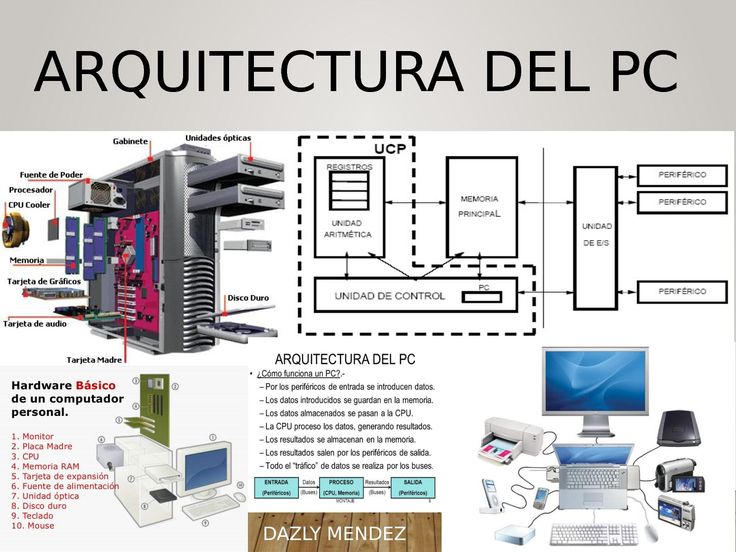 ARQUITECTURA DEL PC
Gabinete
Unidades ópticas
Fuente de Poder
Procesador
CPU Cooler
Memoria
Tarjeta de Gráficos
Tarjeta de audio
Disco Duro
Tarjeta Madre
UCP
REGISTROS
UNIDAD
ARITMÉTICA
MEMORIA
PRINCIPAL
UNIDAD DE CONTROL
PC
UNIDAD
DE E/S
PERIFÉRICO
PERIFÉRICO
PERIFÉRICO
Hardware Básico
de un computador
personal.
1. Monitor
2. Placa Madre
3. CPU
4. Memoria RAM
5. Tarjeta de expansión
6. Fuente de alimentación
7. Unidad óptica
8. Disco duro
9. Teclado
10. Mouse
ARQUITECTURA DEL PC
• ¿Cómo funciona un PC?.-
– Por los periféricos de entrada se introducen datos.
– Los datos introducidos se guardan en la memoria.
– Los datos almacenados se pasan a la CPU.
– La CPU proceso los datos, generando resultados.
– Los resultados se almacenan en la memoria.
– Los resultados salen por los periféricos de salida.
– Todo el "tráfico" de datos se realiza por los buses.
ENTRADA Datos PROCESO Resultados SALIDA
(Periféricos) (Buses) (CPU, Memoria) (Buses) (Periféricos)
MONTAJE
DAZLY MENDEZ